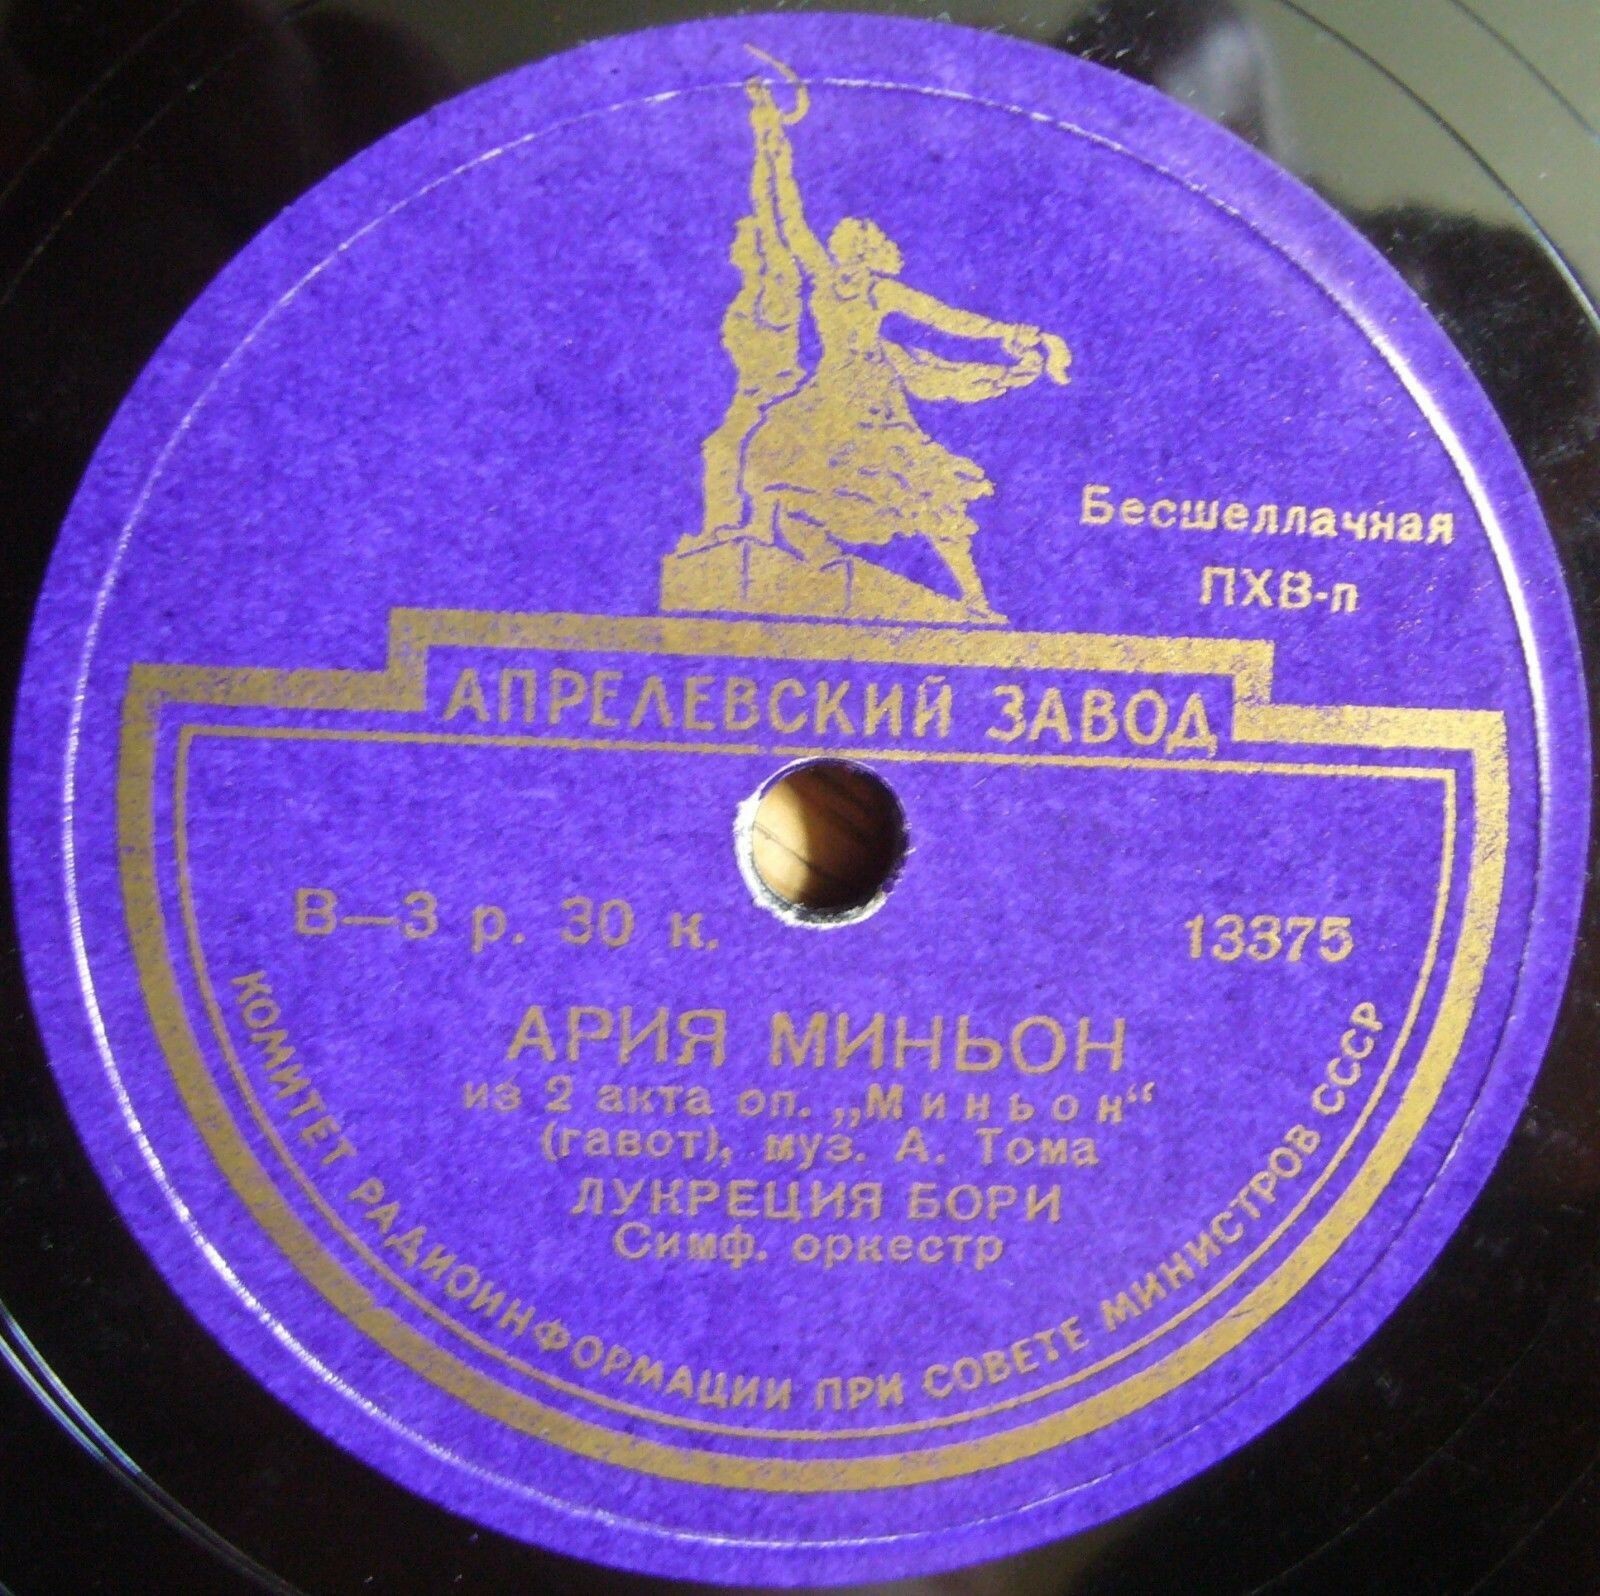 Бесшеллачная
ПХВ-п
АПРЕЛЕВСКИЙ ЗАВОД
В—3 р. 30 к.
13375
АРИЯ МИНЬОН
из 2 акта оп. „Миньон“
(гавот), муз. А. Тома
ЛУКРЕЦИЯ БОРИ
Симф. оркестр
КОМИТЕТ РАДИОИНФОРМАЦИИ ПРИ СОВЕТЕ МИНИСТРОВ СССР